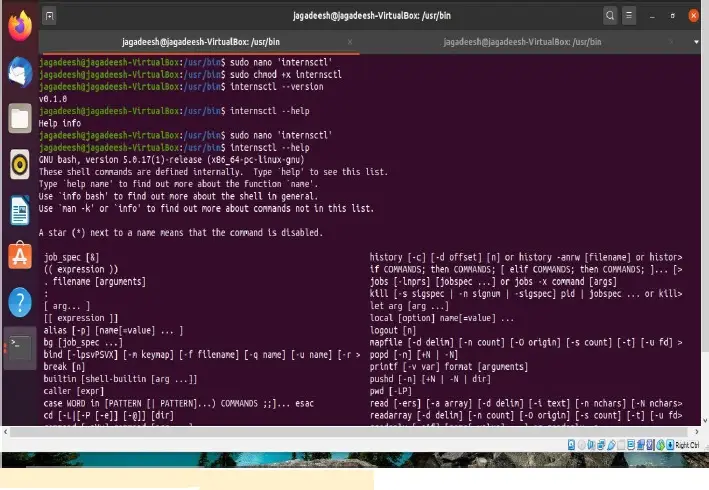 jagadeesh@jagadeesh-VirtualBox: /usr/bin
jagadeesh@jagadeesh-VirtualBox: /usr/bin
jagadeesh@jagadeesh-VirtualBox: /usr/bin
jagadeesh@jagadeesh-VirtualBox:/usr/bin$ sudo nano 'internsctl'
jagadeesh@jagadeesh-VirtualBox:/usr/bin$ sudo chmod +x internsctl
jagadeesh@jagadeesh-VirtualBox:/usr/bin$ internsctl --version
v0.1.0
jagadeesh@jagadeesh-VirtualBox:/usr/bin$ internsctl --help
Help info
jagadeesh@jagadeesh-VirtualBox:/usr/bin$ sudo nano 'internsctl'
jagadeesh@jagadeesh-VirtualBox:/usr/bin$ internsctl --help
GNU bash, version 5.0.17(1)-release (x86_64-pc-linux-gnu)
These shell commands are defined internally.  Type `help' to see this list.
Type `help name' to find out more about the function `name'.
Use `info bash' to find out more about the shell in general.
Use `man -k' or `info' to find out more about commands not in this list.
A star (*) next to a name means that the command is disabled.
job_spec [&]
history [-c] [-d offset] [n] or history -anrw [filename] or histor>
(( expression ))
if COMMANDS; then COMMANDS; [ elif COMMANDS; then COMMANDS; ]... [>
. filename [arguments]
jobs [-lnprs] [jobspec ...] or jobs -x command [args]
:
kill [-s sigspec | -n signum | -sigspec] pid | jobspec ... or kill>
[ arg... ]
let arg [arg ...]
[[ expression ]]
local [option] name[=value] ...
alias [-p] [name[=value] ... ]
logout [n]
bg [job_spec ...]
mapfile [-d delim] [-n count] [-O origin] [-s count] [-t] [-u fd] >
bind [-lpsvPSVX] [-m keymap] [-f filename] [-q name] [-u name] [-r >
popd [-n] [+N | -N]
break [n]
printf [-v var] format [arguments]
builtin [shell-builtin [arg ...]]
pushd [-n] [+N | -N | dir]
caller [expr]
pwd [-LP]
case WORD in [PATTERN [| PATTERN]...) COMMANDS ;;]... esac
read [-ers] [-a array] [-d delim] [-i text] [-n nchars] [-N nchars>
cd [-L|[-P [-e]] [-@]] [dir]
readarray [-d delim] [-n count] [-O origin] [-s count] [-t] [-u fd>
Right Ctrl